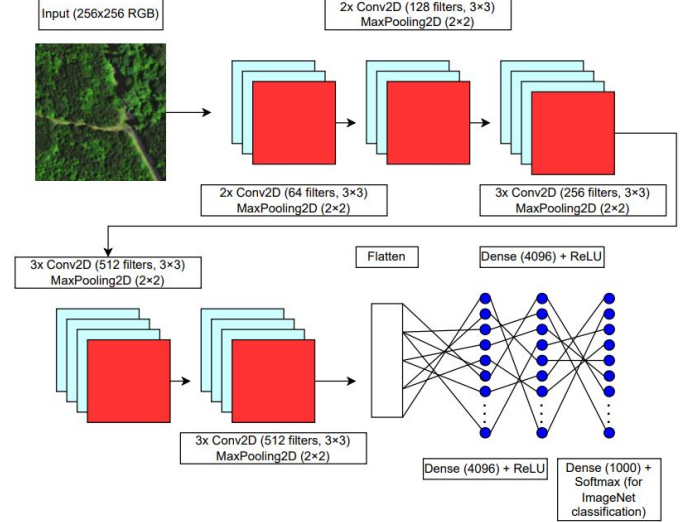 Input (256x256 RGB)
2x Conv2D (128 filters, 3×3)
MaxPooling2D (2×2)
2x Conv2D (64 filters, 3×3)
MaxPooling2D (2×2)
3x Conv2D (256 filters, 3×3)
MaxPooling2D (2×2)
3x Conv2D (512 filters, 3×3)
MaxPooling2D (2×2)
Flatten
Dense (4096) + ReLU
3x Conv2D (512 filters, 3×3)
MaxPooling2D (2×2)
Dense (4096) + ReLU
Dense (1000) +
Softmax (for
ImageNet
classification)